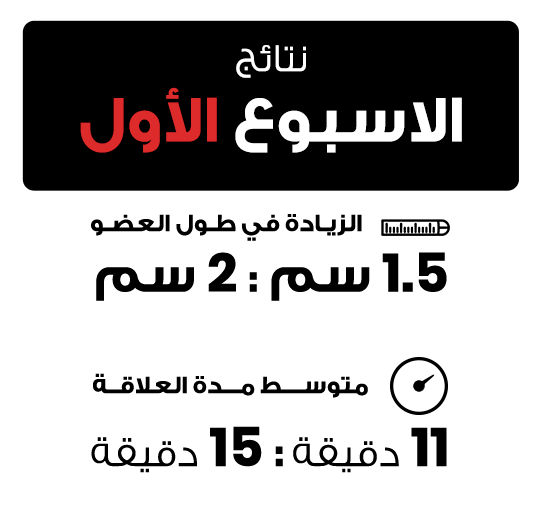 نتائج
الاسبوع الأول
الزيادة في طول العضو
1.5 سم : 2 سم
متوسط مدة العلاقة
11 دقيقة : 15 دقيقة